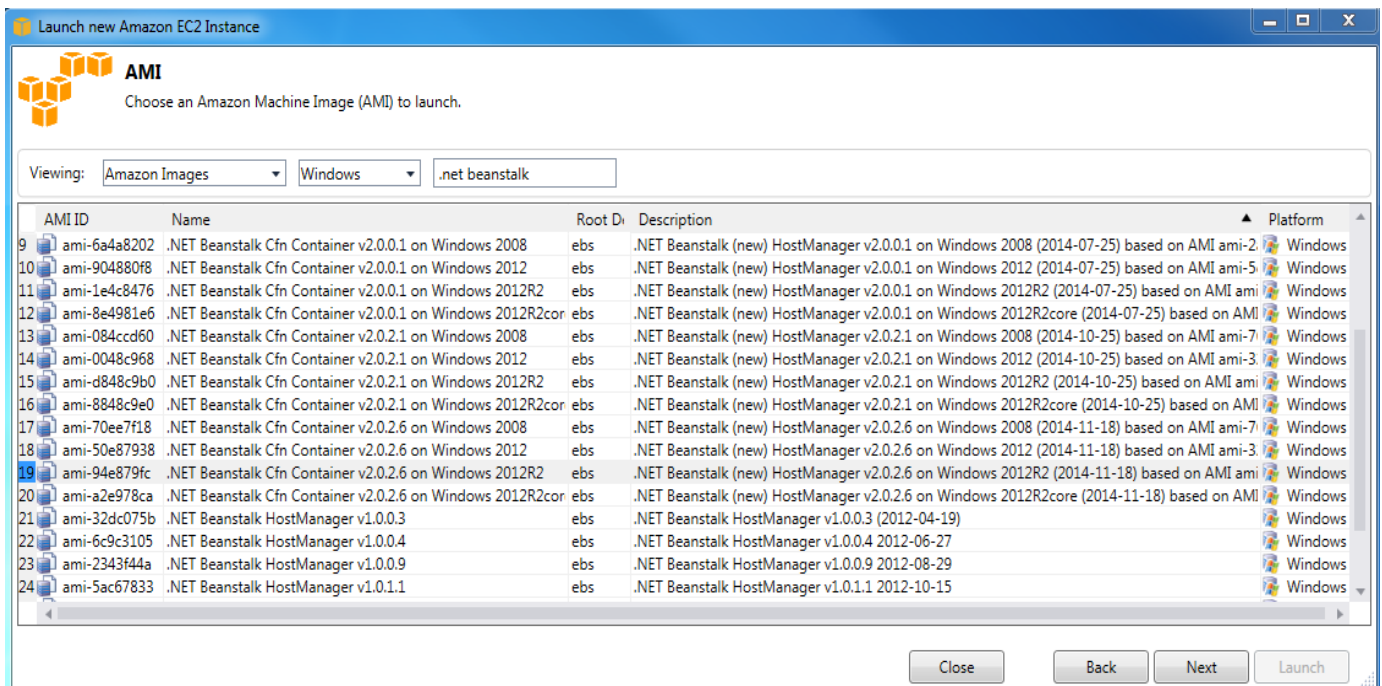 Launch new Amazon EC2 Instance
AMI
Choose an Amazon Machine Image (AMI) to launch.
Viewing: Amazon Images Windows .net beanstalk
AMI ID Name Root De Description Platform
9 ami-6a4a8202 .NET Beanstalk Cfn Container v2.0.0.1 on Windows 2008 ebs .NET Beanstalk (new) HostManager v2.0.0.1 on Windows 2008 (2014-07-25) based on AMI ami-2 Windows
10 ami-904880f8 .NET Beanstalk Cfn Container v2.0.0.1 on Windows 2012 ebs .NET Beanstalk (new) HostManager v2.0.0.1 on Windows 2012 (2014-07-25) based on AMI ami-5 Windows
11 ami-1e4c8476 .NET Beanstalk Cfn Container v2.0.0.1 on Windows 2012R2 ebs .NET Beanstalk (new) HostManager v2.0.0.1 on Windows 2012R2 (2014-07-25) based on AMI ami Windows
12 ami-8e4981e6 .NET Beanstalk Cfn Container v2.0.0.1 on Windows 2012R2cor ebs .NET Beanstalk (new) HostManager v2.0.0.1 on Windows 2012R2core (2014-07-25) based on AMI Windows
13 ami-084ccd60 .NET Beanstalk Cfn Container v2.0.2.1 on Windows 2008 ebs .NET Beanstalk (new) HostManager v2.0.2.1 on Windows 2008 (2014-10-25) based on AMI ami-7 Windows
14 ami-0048c968 .NET Beanstalk Cfn Container v2.0.2.1 on Windows 2012 ebs .NET Beanstalk (new) HostManager v2.0.2.1 on Windows 2012 (2014-10-25) based on AMI ami-3 Windows
15 ami-d848c9b0 .NET Beanstalk Cfn Container v2.0.2.1 on Windows 2012R2 ebs .NET Beanstalk (new) HostManager v2.0.2.1 on Windows 2012R2 (2014-10-25) based on AMI ami Windows
16 ami-8848c9e0 .NET Beanstalk Cfn Container v2.0.2.1 on Windows 2012R2cor ebs .NET Beanstalk (new) HostManager v2.0.2.1 on Windows 2012R2core (2014-10-25) based on AMI Windows
17 ami-70ee7f18 .NET Beanstalk Cfn Container v2.0.2.6 on Windows 2008 ebs .NET Beanstalk (new) HostManager v2.0.2.6 on Windows 2008 (2014-11-18) based on AMI ami-7 Windows
18 ami-50e87938 .NET Beanstalk Cfn Container v2.0.2.6 on Windows 2012 ebs .NET Beanstalk (new) HostManager v2.0.2.6 on Windows 2012 (2014-11-18) based on AMI ami-3 Windows
19 ami-94e879fc .NET Beanstalk Cfn Container v2.0.2.6 on Windows 2012R2 ebs .NET Beanstalk (new) HostManager v2.0.2.6 on Windows 2012R2 (2014-11-18) based on AMI ami Windows
20 ami-a2e978ca .NET Beanstalk Cfn Container v2.0.2.6 on Windows 2012R2cor ebs .NET Beanstalk (new) HostManager v2.0.2.6 on Windows 2012R2core (2014-11-18) based on AMI Windows
21 ami-32dc075b .NET Beanstalk HostManager v1.0.0.3 ebs .NET Beanstalk HostManager v1.0.0.3 (2012-04-19) Windows
22 ami-6c9c3105 .NET Beanstalk HostManager v1.0.0.4 ebs .NET Beanstalk HostManager v1.0.0.4 2012-06-27 Windows
23 ami-2343f44a .NET Beanstalk HostManager v1.0.0.9 ebs .NET Beanstalk HostManager v1.0.0.9 2012-08-29 Windows
24 ami-5ac67833 .NET Beanstalk HostManager v1.0.1.1 ebs .NET Beanstalk HostManager v1.0.1.1 2012-10-15 Windows
Close Back Next Launch